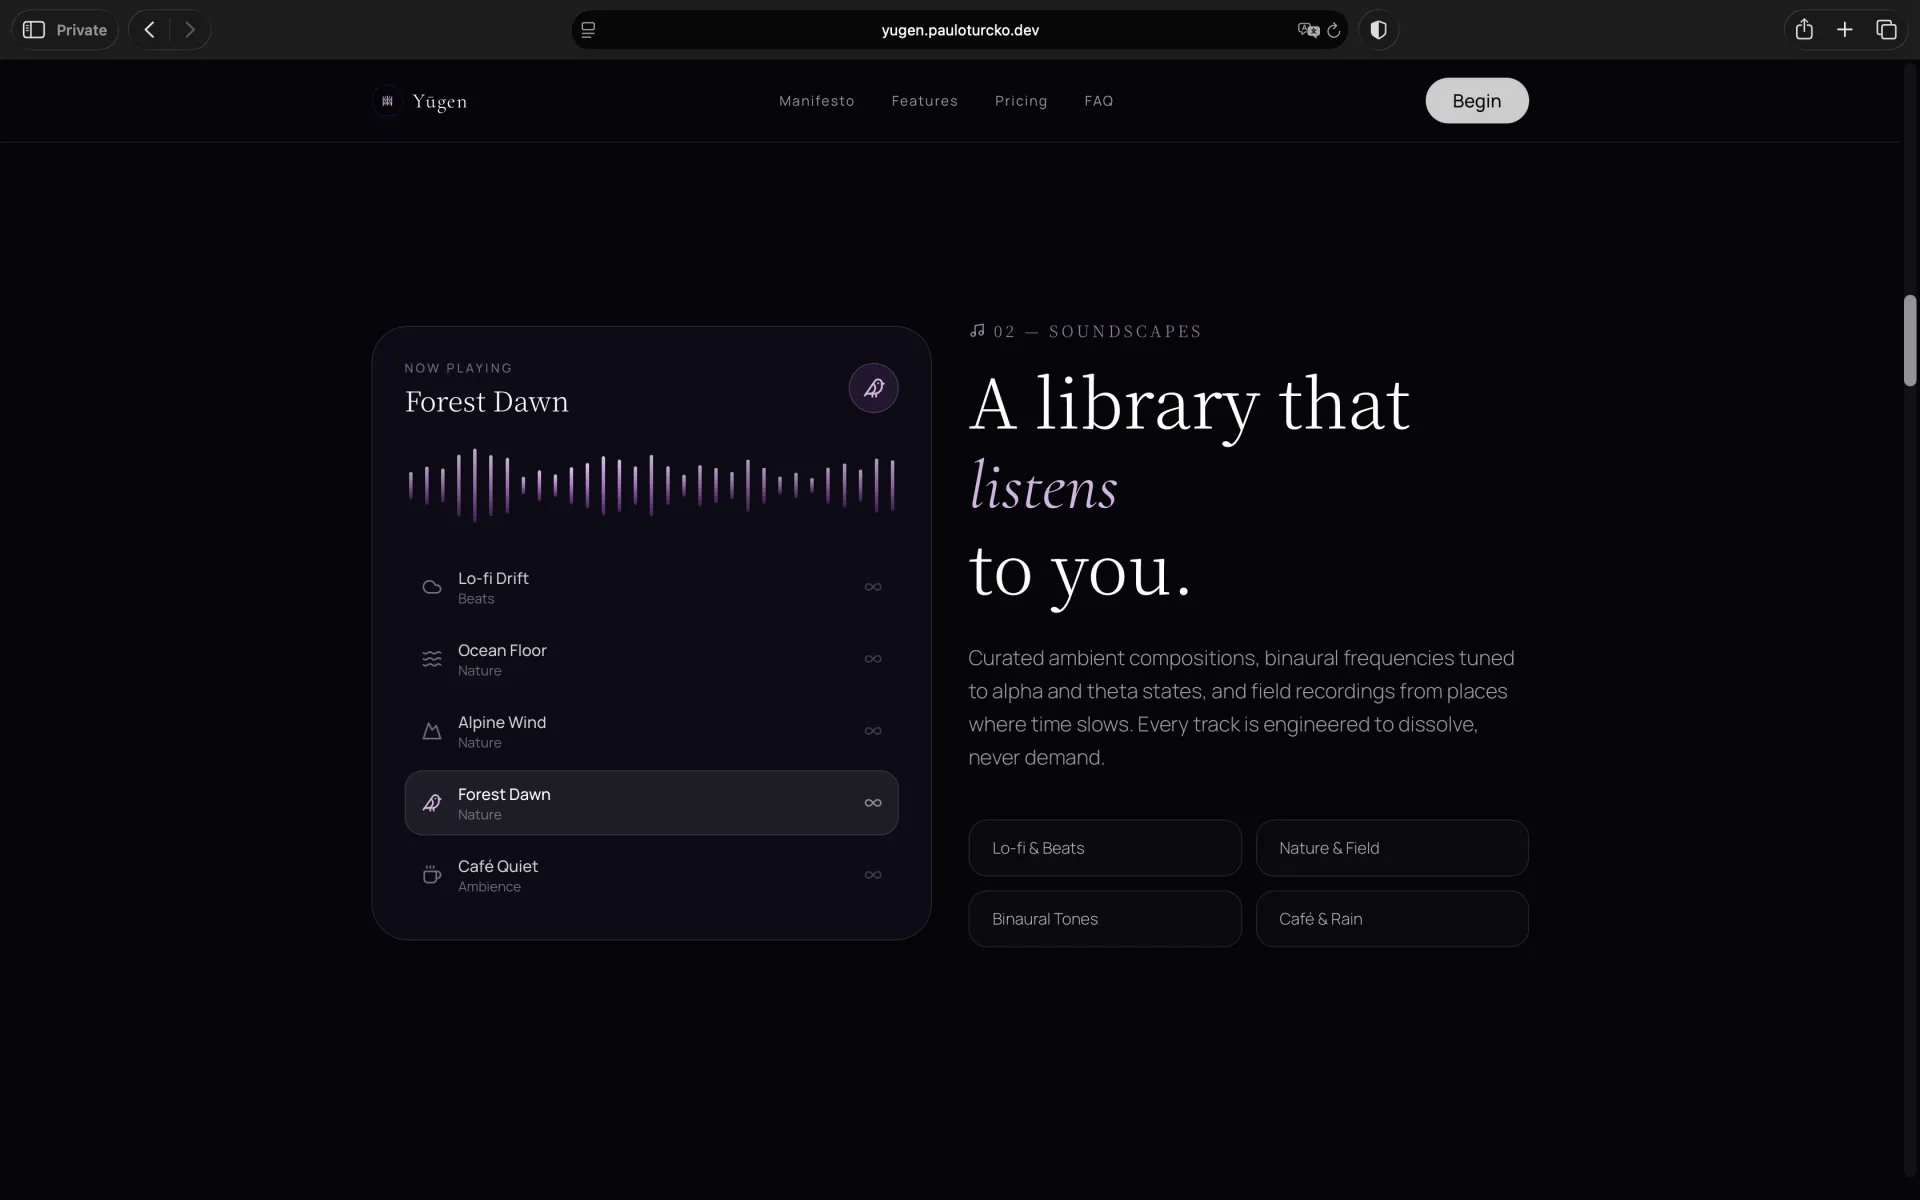 Private
yugen.pauloturcko.dev
Yūgen
Manifesto
Features
Pricing
FAQ
Begin
NOW PLAYING
Forest Dawn
Lo-fi Drift
Beats
Ocean Floor
Nature
Alpine Wind
Nature
Forest Dawn
Nature
Café Quiet
Ambience
02 — SOUNDSCAPES
A library that
listens
to you.
Curated ambient compositions, binaural frequencies tuned
to alpha and theta states, and field recordings from places
where time slows. Every track is engineered to dissolve,
never demand.
Lo-fi & Beats
Nature & Field
Binaural Tones
Café & Rain